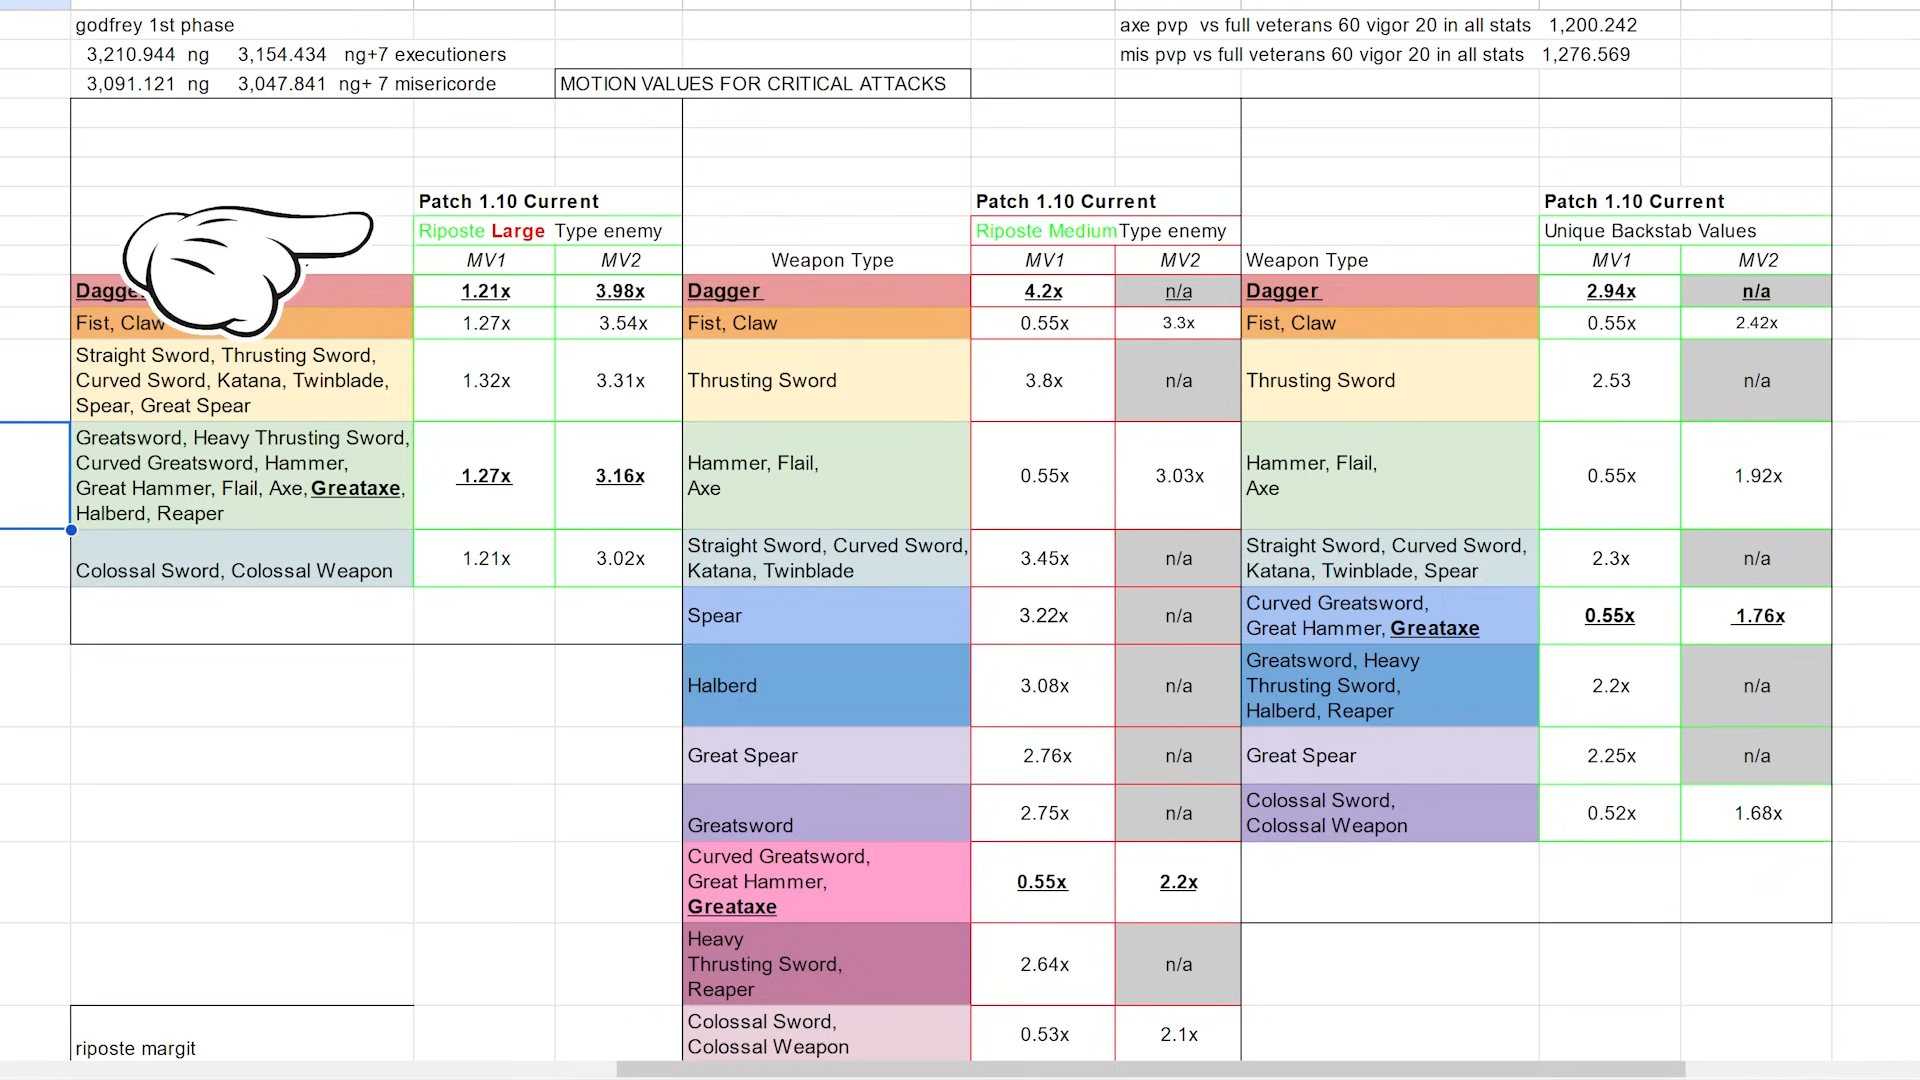 godfrey 1st phase
3,210.944 ng 3,154.434 ng+7 executioners
3,091.121 ng 3,047.841 ng+ 7 misericorde
axe pvp vs full veterans 60 vigor 20 in all stats 1,200.242
mis pvp vs full veterans 60 vigor 20 in all stats 1,276.569
MOTION VALUES FOR CRITICAL ATTACKS
Patch 1.10 Current
Riposte Large Type enemy
MV1 MV2
1.21x 3.98x
Fist, Claw 1.27x 3.54x
Straight Sword, Thrusting Sword,
Curved Sword, Katana, Twinblade,
Spear, Great Spear
1.32x 3.31x
Greatsword, Heavy Thrusting Sword,
Curved Greatsword, Hammer,
Great Hammer, Flail, Axe, Greataxe,
Halberd, Reaper
1.27x 3.16x
Colossal Sword, Colossal Weapon
1.21x 3.02x
riposte margit
Patch 1.10 Current
Riposte Medium Type enemy
Weapon Type MV1 MV2
Dagger 4.2x n/a
Fist, Claw 0.55x 3.3x
Thrusting Sword 3.8x n/a
Hammer, Flail,
Axe
0.55x 3.03x
Straight Sword, Curved Sword,
Katana, Twinblade
3.45x n/a
Spear 3.22x n/a
Halberd 3.08x n/a
Great Spear 2.76x n/a
Greatsword 2.75x n/a
Curved Greatsword,
Great Hammer,
Greataxe
0.55x 2.2x
Heavy
Thrusting Sword,
Reaper
2.64x n/a
Colossal Sword,
Colossal Weapon
0.53x 2.1x
Patch 1.10 Current
Unique Backstab Values
Weapon Type MV1 MV2
Dagger 2.94x n/a
Fist, Claw 0.55x 2.42x
Thrusting Sword 2.53 n/a
Hammer, Flail,
Axe
0.55x 1.92x
Straight Sword, Curved Sword,
Katana, Twinblade, Spear
2.3x n/a
Curved Greatsword,
Great Hammer, Greataxe
0.55x 1.76x
Greatsword, Heavy
Thrusting Sword,
Halberd, Reaper
2.2x n/a
Great Spear 2.25x n/a
Colossal Sword,
Colossal Weapon
0.52x 1.68x